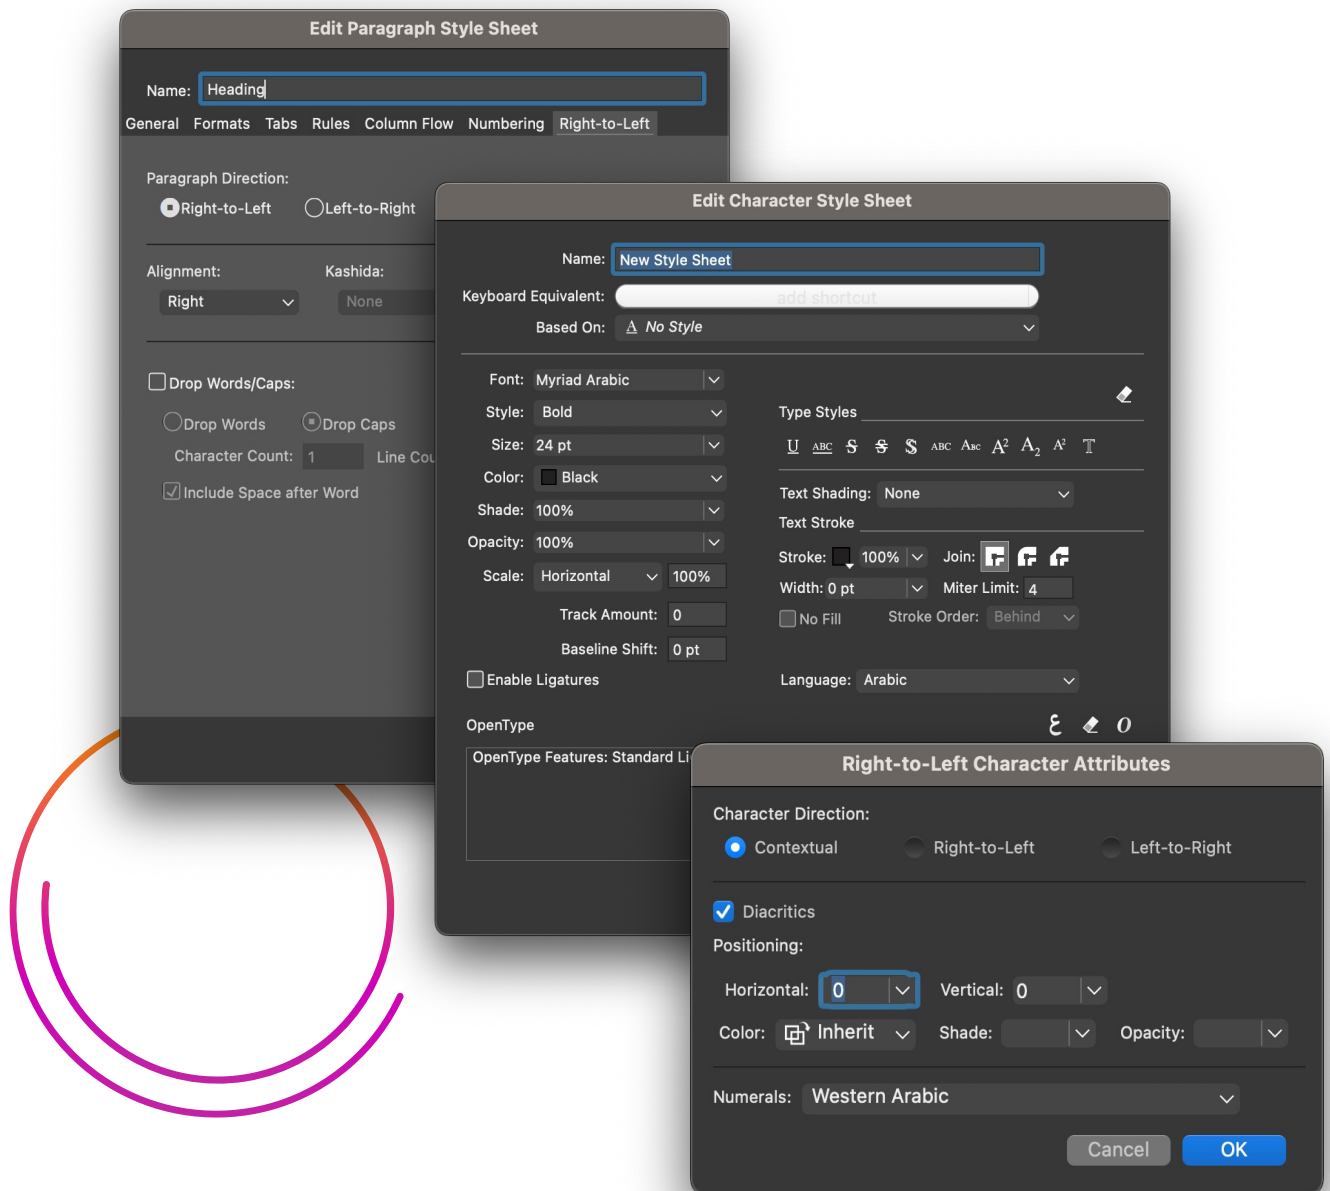 Edit Paragraph Style Sheet
Name: Heading
General Formats Tabs Rules Column Flow Numbering Right-to-Left
Paragraph Direction:
Right-to-Left Left-to-Right
Alignment: Kashida:
Right None
Drop Words/Caps:
Drop Words Drop Caps
Character Count: 1 Line Cou
Include Space after Word
Edit Character Style Sheet
Name: New Style Sheet
Keyboard Equivalent: add shortcut
Based On: A No Style
Font: Myriad Arabic
Style: Bold
Size: 24 pt
Color: Black
Shade: 100%
Opacity: 100%
Scale: Horizontal 100%
Track Amount: 0
Baseline Shift: 0 pt
Enable Ligatures
Type Styles
U ABC S S S ABC ABC A2 A2 A2 T
Text Shading: None
Text Stroke
Stroke: 100% Join:
Width: 0 pt Miter Limit: 4
No Fill Stroke Order: Behind
Language: Arabic
OpenType ع O
OpenType Features: Standard Li
Right-to-Left Character Attributes
Character Direction:
Contextual Right-to-Left Left-to-Right
Diacritics
Positioning:
Horizontal: 0 Vertical: 0
Color: Inherit Shade: Opacity:
Numerals: Western Arabic
Cancel OK